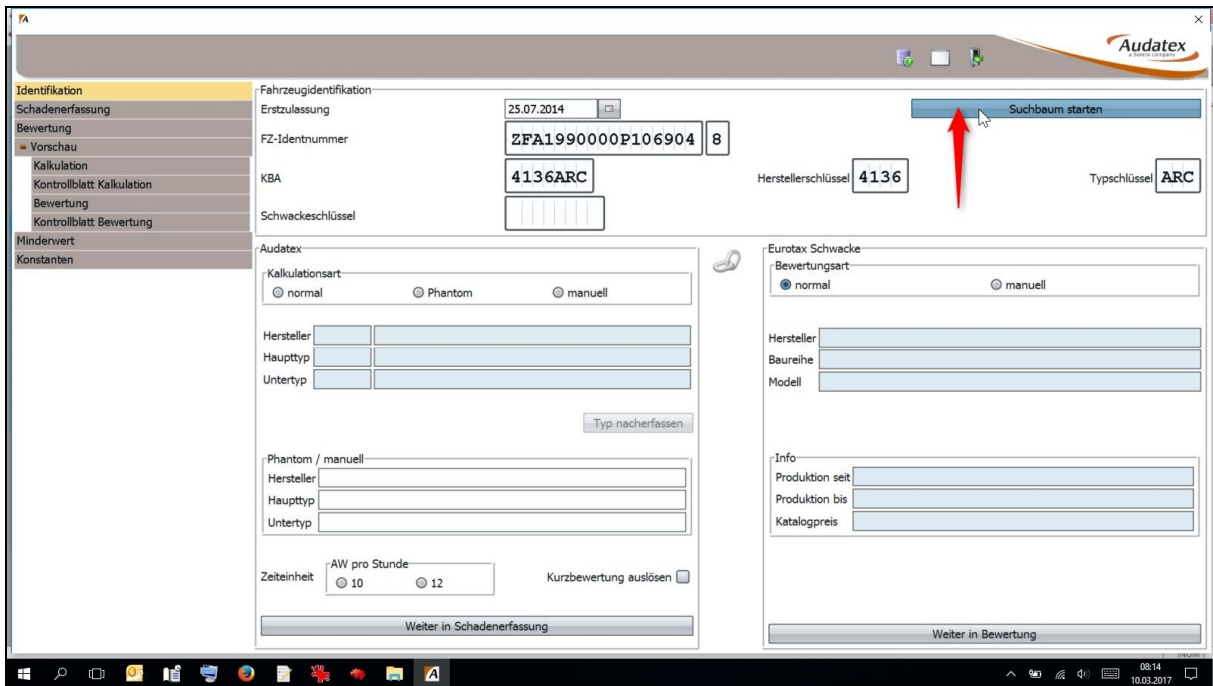 Audatex
a Solera company
Identifikation
Schadenerfassung
Bewertung
Vorschau
Kalkulation
Kontrollblatt Kalkulation
Bewertung
Kontrollblatt Bewertung
Minderwert
Konstanten
Fahrzeugidentifikation
Erstzulassung 25.07.2014 Suchbaum starten
FZ-Identnummer ZFA1990000P106904 8
KBA 4136ARC Herstellerschlüssel 4136 Typschlüssel ARC
Schwackeschlüssel
Audatex
Kalkulationsart
normal Phantom manuell
Hersteller
Haupttyp
Untertyp
Typ nacherfassen
Phantom / manuell
Hersteller
Haupttyp
Untertyp
Zeiteinheit
AW pro Stunde
10 12
Kurzbewertung auslösen
Weiter in Schadenerfassung
Eurotax Schwacke
Bewertungsart
normal manuell
Hersteller
Baureihe
Modell
Info
Produktion seit
Produktion bis
Katalogpreis
Weiter in Bewertung
08:14
10.03.2017